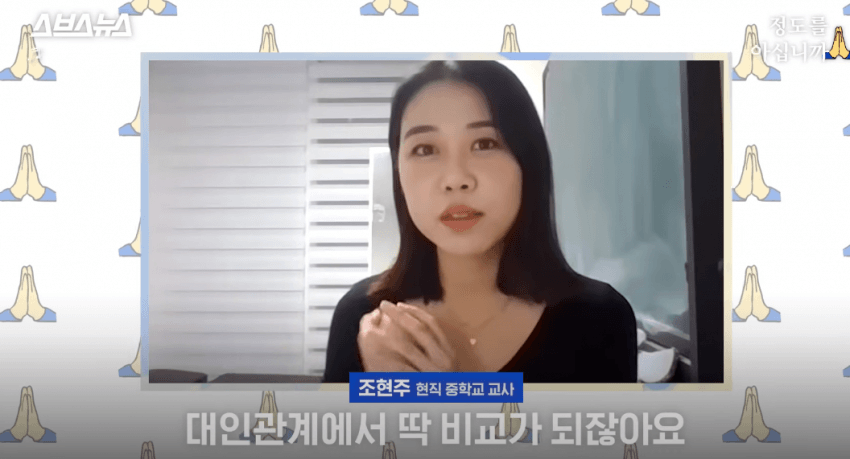 스브스뉴스
정도를
아십니까
조현주 현직 중학교 교사
대인관계에서 딱 비교가 되잖아요